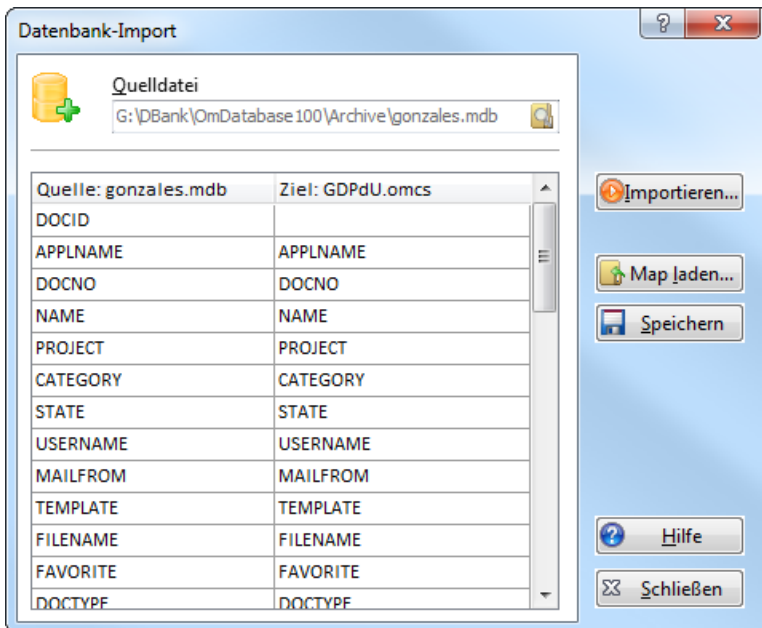 Datenbank-Import
Quelldatei
G:\DBank\OmDatabase100\Archive\gonzales.mdb
Quelle: gonzales.mdb Ziel: GDPdU.omcs
DOCID
APPLNAME APPLNAME
DOCNO DOCNO
NAME NAME
PROJECT PROJECT
CATEGORY CATEGORY
STATE STATE
USERNAME USERNAME
MAILFROM MAILFROM
TEMPLATE TEMPLATE
FILENAME FILENAME
FAVORITE FAVORITE
DOCTYPE DOCTYPE
Importieren...
Map laden...
Speichern
Hilfe
Schließen